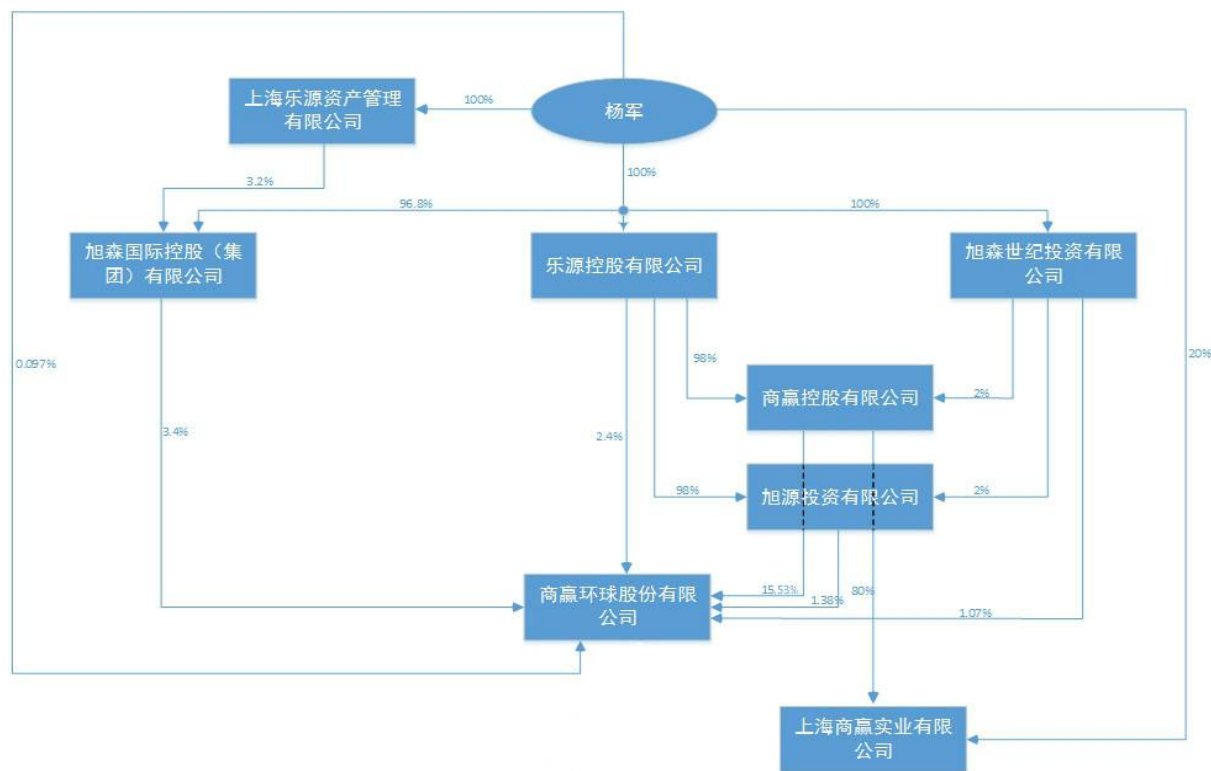 上海乐源资产管理
有限公司
100%
杨军
3.2%
100%
96.8%
100%
旭森国际控股（集
团）有限公司
乐源控股有限公司
旭森世纪投资有限
公司
0.097%
20%
98%
商赢控股有限公司
2%
3.4%
2.4%
98%
旭源投资有限公司
2%
商赢环球股份有限
公司
15.53%
1.38%
80%
1.07%
上海商赢实业有限
公司